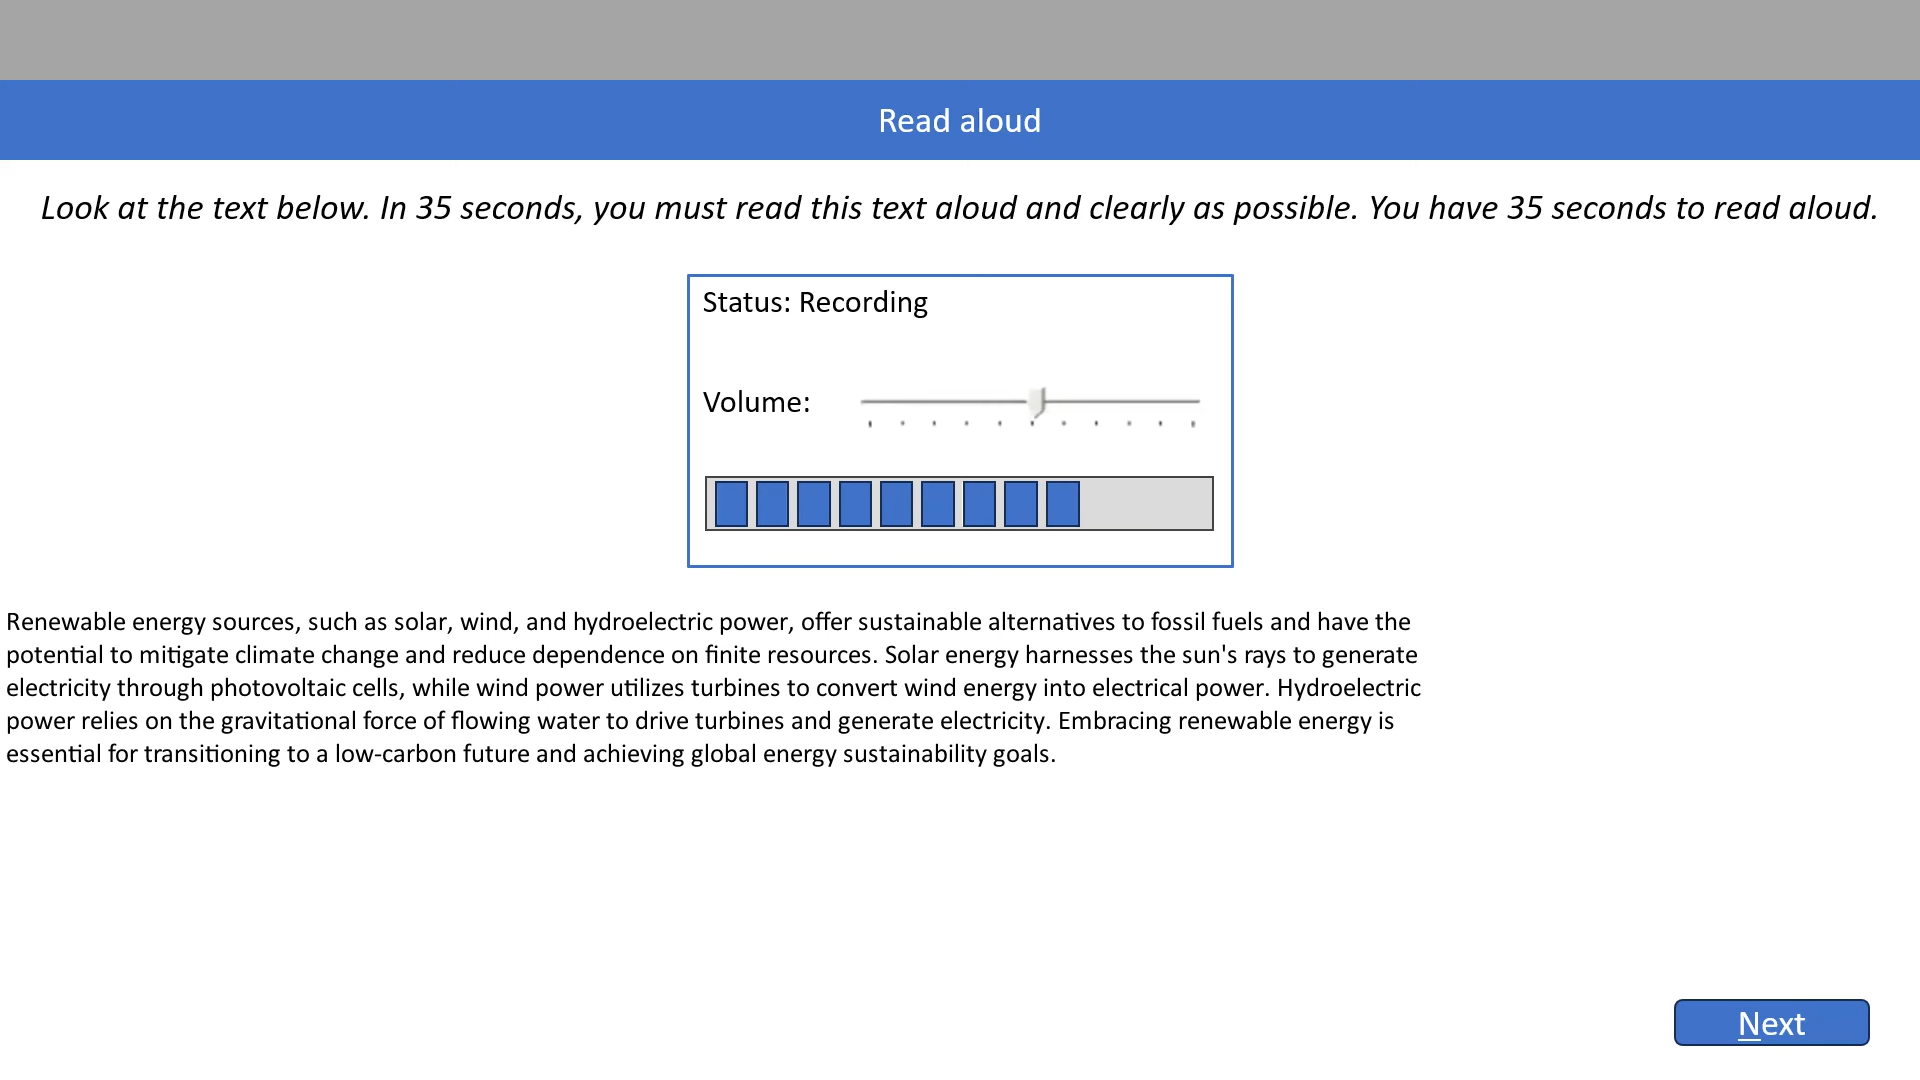 Read aloud
Look at the text below. In 35 seconds, you must read this text aloud and clearly as possible. You have 35 seconds to read aloud.
Status: Recording
Volume:
Renewable energy sources, such as solar, wind, and hydroelectric power, offer sustainable alternatives to fossil fuels and have the
potential to mitigate climate change and reduce dependence on finite resources. Solar energy harnesses the sun's rays to generate
electricity through photovoltaic cells, while wind power utilizes turbines to convert wind energy into electrical power. Hydroelectric
power relies on the gravitational force of flowing water to drive turbines and generate electricity. Embracing renewable energy is
essential for transitioning to a low-carbon future and achieving global energy sustainability goals.
Next